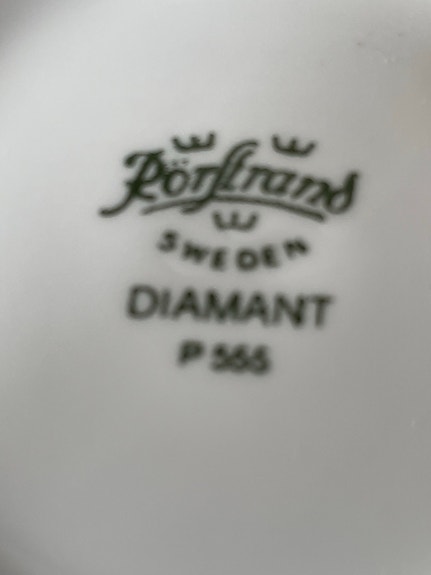 Rörstrand
SWEDEN
DIAMANT
P 555